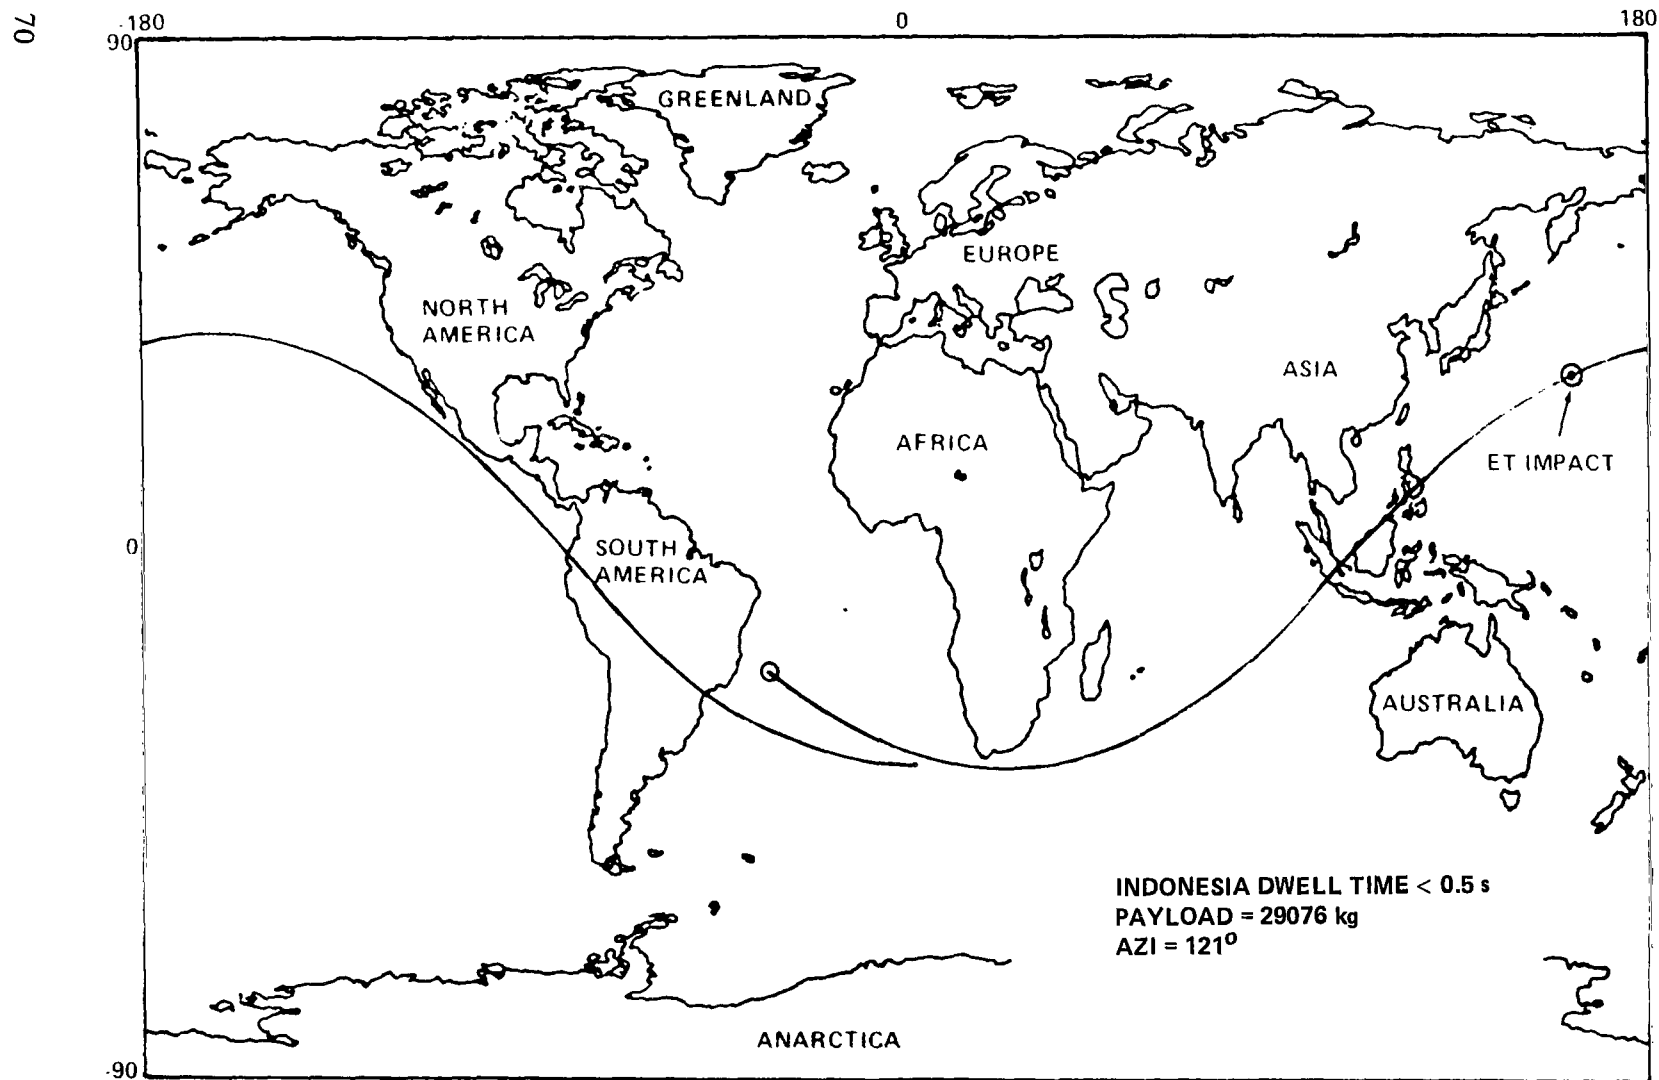 70
-180 0 180
90
GREENLAND
EUROPE
NORTH
AMERICA
ASIA
AFRICA
ET IMPACT
0
SOUTH
AMERICA
AUSTRALIA
INDONESIA DWELL TIME < 0.5 s
PAYLOAD = 29076 kg
AZI = 121°
ANARCTICA
-90